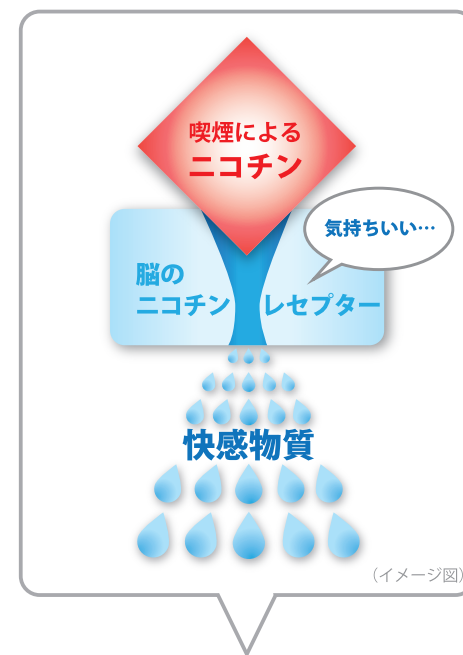 喫煙による
ニコチン
気持ちいい…
脳の
ニコチン レセプター
快感物質
（イメージ図）